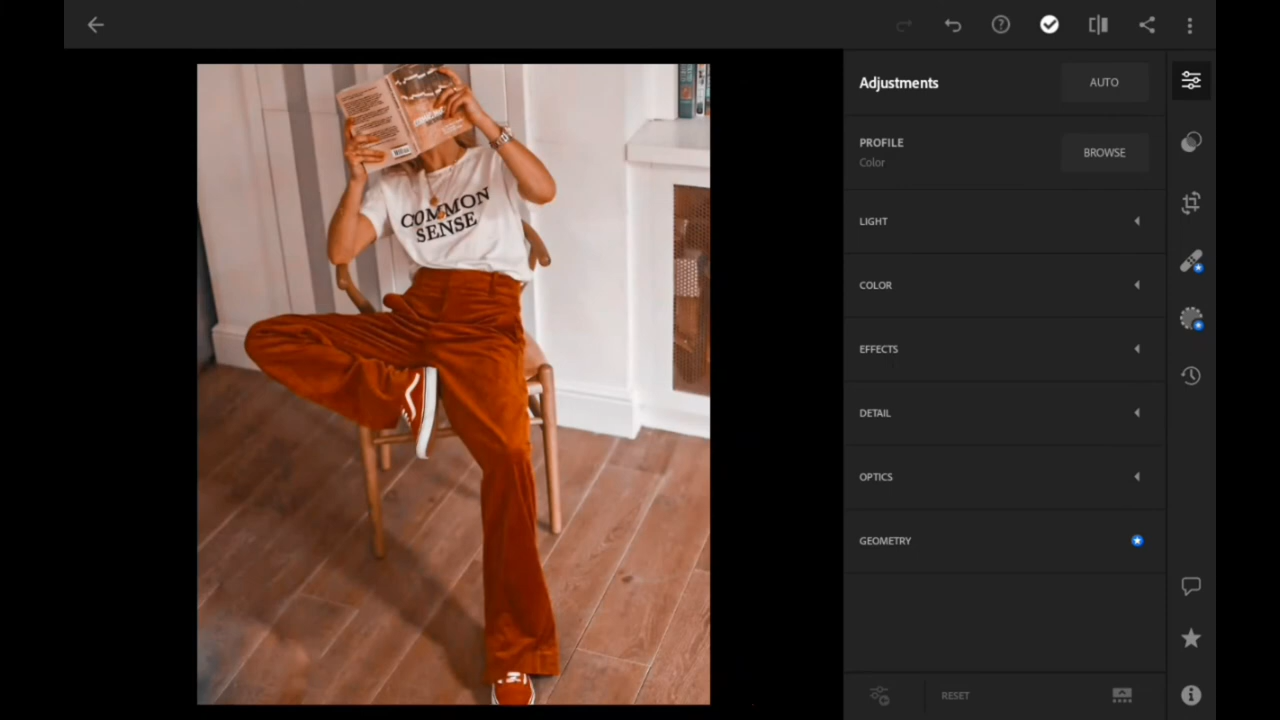 Adjustments
AUTO
PROFILE
Color
BROWSE
LIGHT
COLOR
EFFECTS
DETAIL
OPTICS
GEOMETRY
RESET
COMMON
SENSE